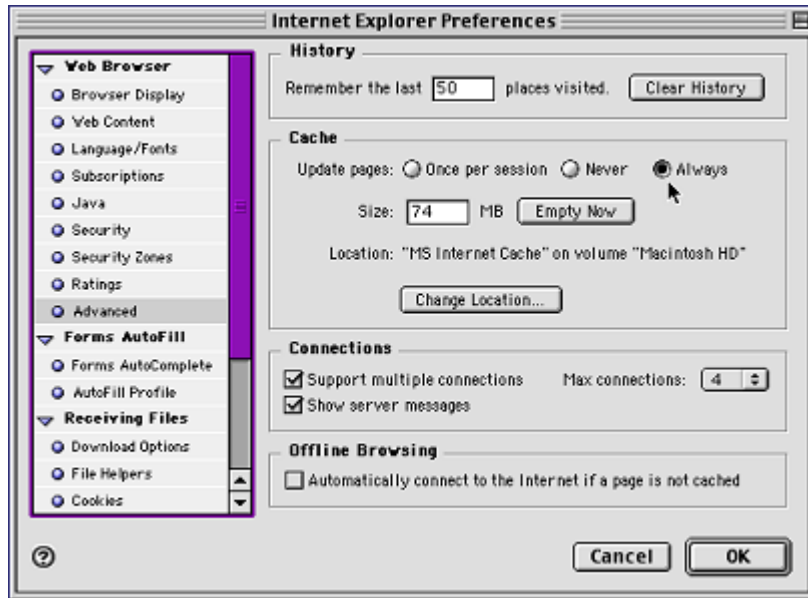 Internet Explorer Preferences
Web Browser
Browser Display
Web Content
Language/Fonts
Subscriptions
Java
Security
Security Zones
Ratings
Advanced
Forms AutoFill
Forms AutoComplete
AutoFill Profile
Receiving Files
Download Options
File Helpers
Cookies
History
Remember the last 50 places visited. Clear History
Cache
Update pages: Once per session Never Always
Size: 74 MB Empty Now
Location: "MS Internet Cache" on volume "Macintosh HD"
Change Location...
Connections
Support multiple connections Max connections: 4
Show server messages
Offline Browsing
Automatically connect to the Internet if a page is not cached
? Cancel OK